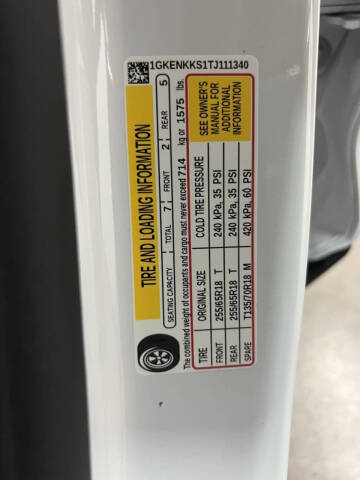 1GKENKKS1TJ111340
TIRE AND LOADING INFORMATION
SEATING CAPACITY TOTAL 7 FRONT 2 REAR 5
The combined weight of occupants and cargo must never exceed 714 kg or 1575 lbs.
TIRE ORIGINAL SIZE COLD TIRE PRESSURE
FRONT 255/65R18 T 240 kPa, 35 PSI
REAR 255/65R18 T 240 kPa, 35 PSI
SPARE T135/70R18 M 420 kPa, 60 PSI
SEE OWNER'S
MANUAL FOR
ADDITIONAL
INFORMATION